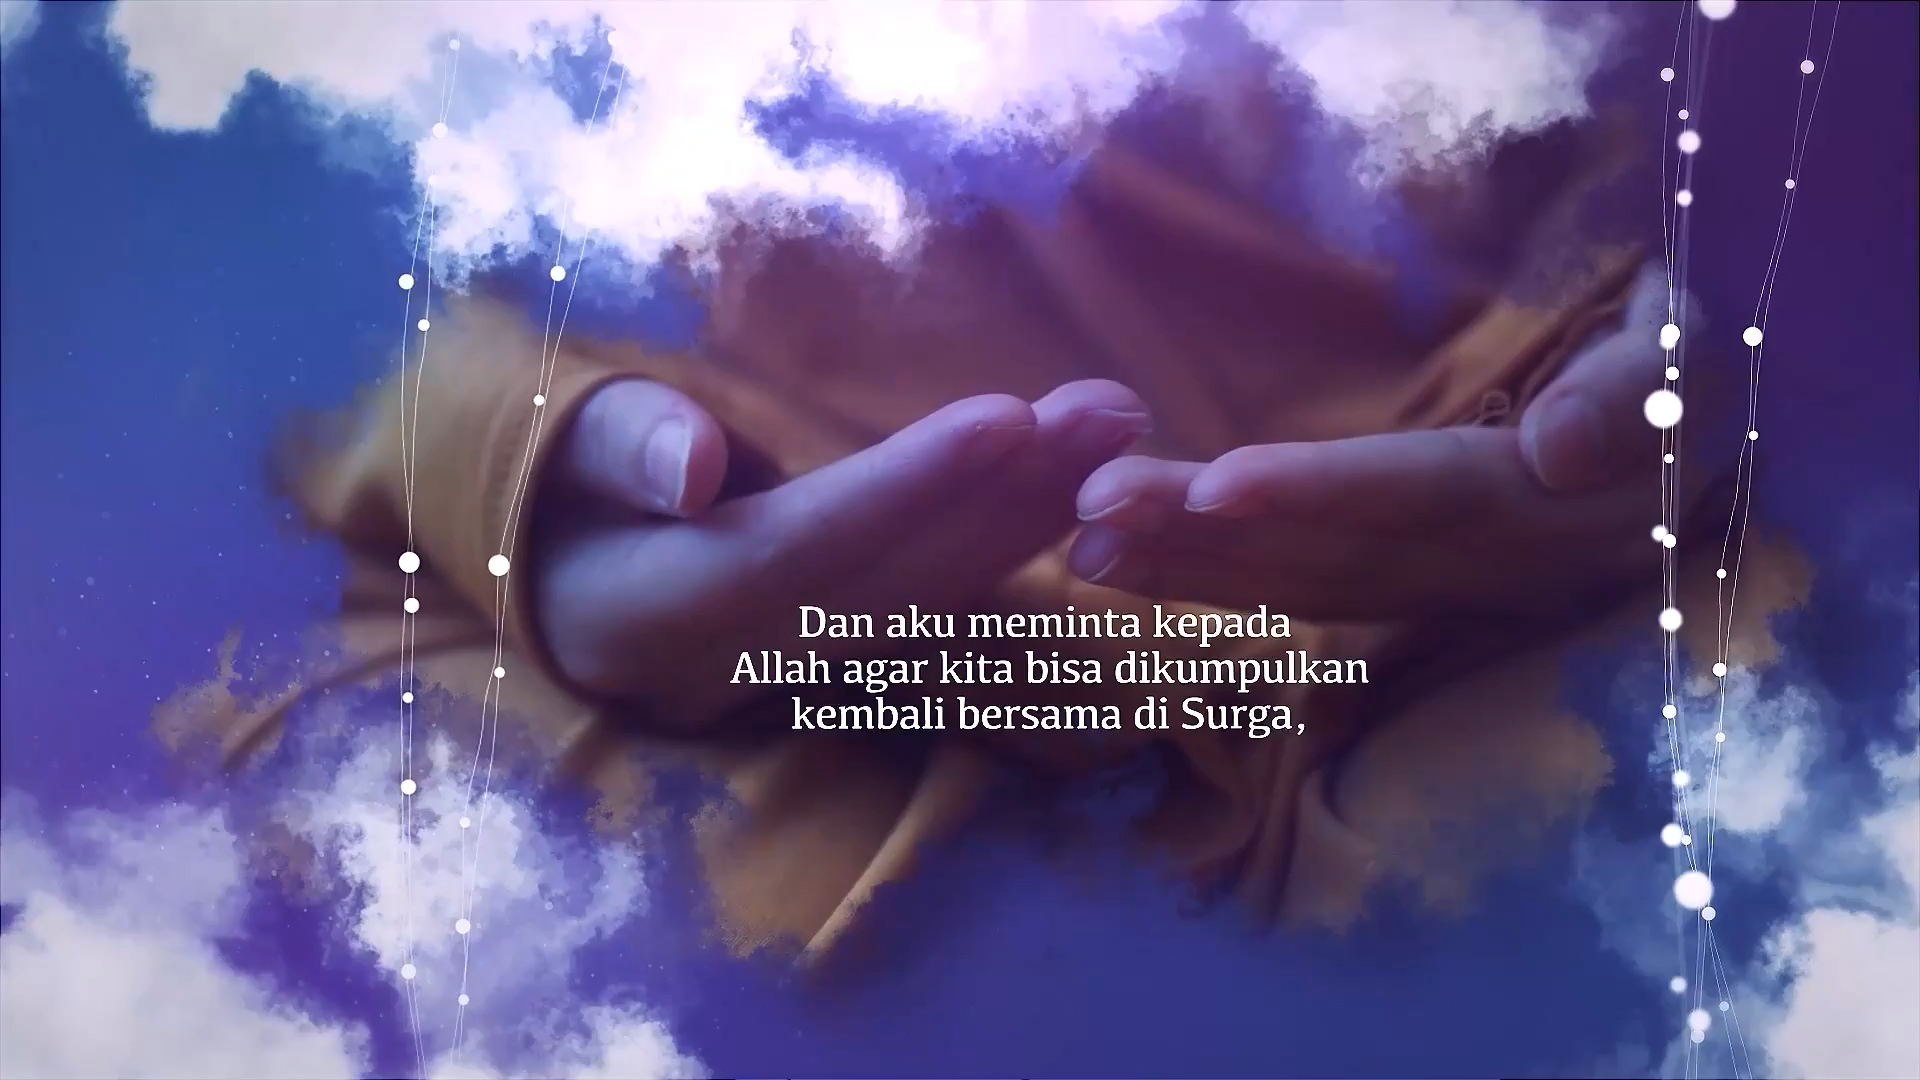 Dan aku meminta kepada
Allah agar kita bisa dikumpulkan
kembali bersama di Surga,